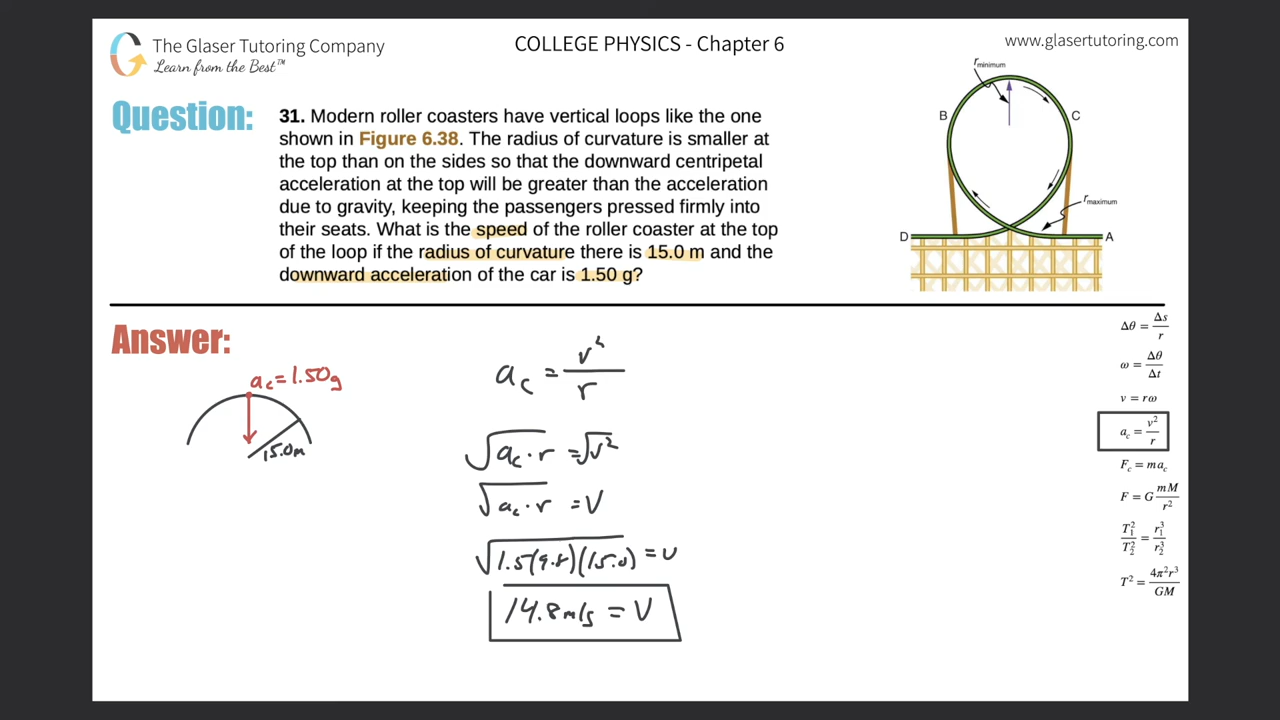 The Glaser Tutoring Company
Learn from the Best™
COLLEGE PHYSICS - Chapter 6
www.glasertutoring.com
Question:
31. Modern roller coasters have vertical loops like the one
shown in Figure 6.38. The radius of curvature is smaller at
the top than on the sides so that the downward centripetal
acceleration at the top will be greater than the acceleration
due to gravity, keeping the passengers pressed firmly into
their seats. What is the speed of the roller coaster at the top
of the loop if the radius of curvature there is 15.0 m and the
downward acceleration of the car is 1.50 g?
r minimum
B
C
r maximum
D
A
Answer:
a_c = 1.50g
15.0m
a_c = v²/r
√(a_c · r) = √v²
√(a_c · r) = V
√(1.5(9.8)(15.0)) = v
14.8 m/s = V
Δθ = Δs/r
ω = Δθ/Δt
v = rω
a_c = v²/r
F_c = ma_c
F = G mM/r²
T₁²/T₂² = r₁³/r₂³
T² = 4π²r³/GM